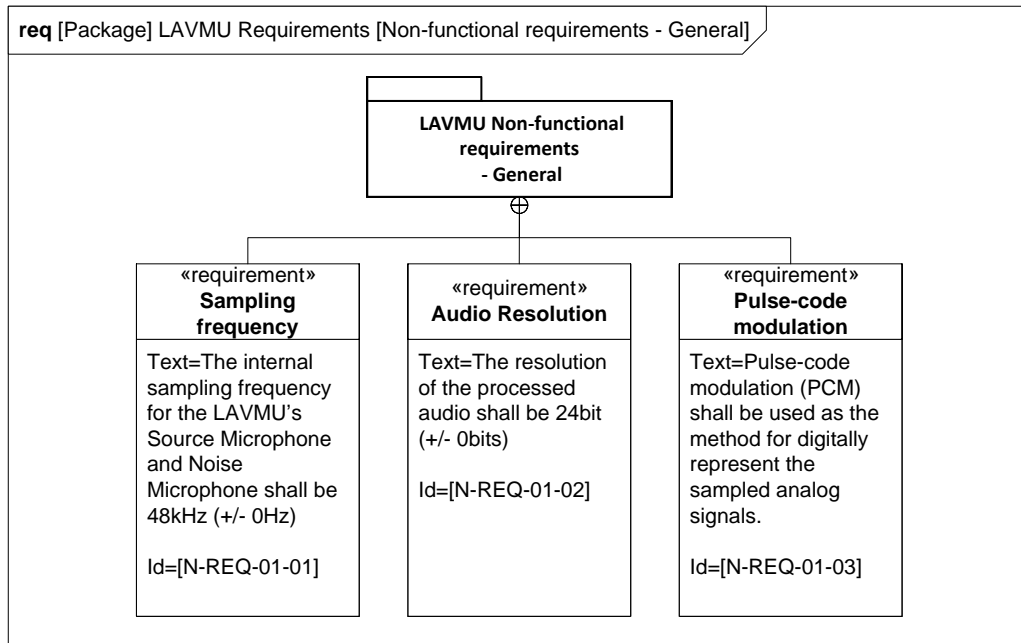 req [Package] LAVMU Requirements [Non-functional requirements - General]
LAVMU Non-functional
requirements
- General
«requirement»
Sampling
frequency
Text=The internal
sampling frequency
for the LAVMU's
Source Microphone
and Noise
Microphone shall be
48kHz (+/- 0Hz)
Id=[N-REQ-01-01]
«requirement»
Audio Resolution
Text=The resolution
of the processed
audio shall be 24bit
(+/- 0bits)
Id=[N-REQ-01-02]
«requirement»
Pulse-code
modulation
Text=Pulse-code
modulation (PCM)
shall be used as the
method for digitally
represent the
sampled analog
signals.
Id=[N-REQ-01-03]